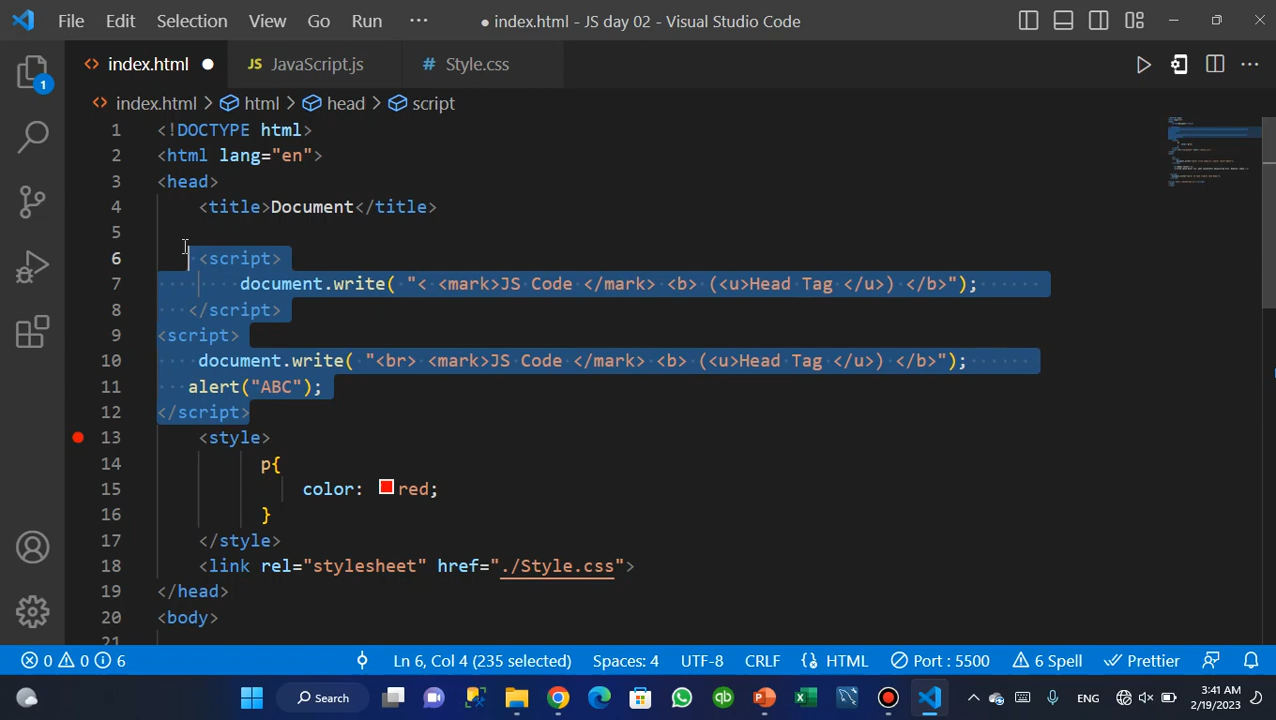 File Edit Selection View Go Run ··· ● index.html - JS day 02 - Visual Studio Code
<> index.html ● JS JavaScript.js # Style.css
<> index.html > html > head > script
1 <!DOCTYPE html>
2 <html lang="en">
3 <head>
4 <title>Document</title>
5
6 <script>
7 document.write( "< <mark>JS Code </mark> <b> (<u>Head Tag </u>) </b>");
8 </script>
9 <script>
10 document.write( "<br> <mark>JS Code </mark> <b> (<u>Head Tag </u>) </b>");
11 alert("ABC");
12 </script>
13 <style>
14 p{
15 color: red;
16 }
17 </style>
18 <link rel="stylesheet" href="./Style.css">
19 </head>
20 <body>
21
1
0 0 6 Ln 6, Col 4 (235 selected) Spaces: 4 UTF-8 CRLF {} HTML Port : 5500 6 Spell Prettier
Search ENG 3:41 AM
2/19/2023